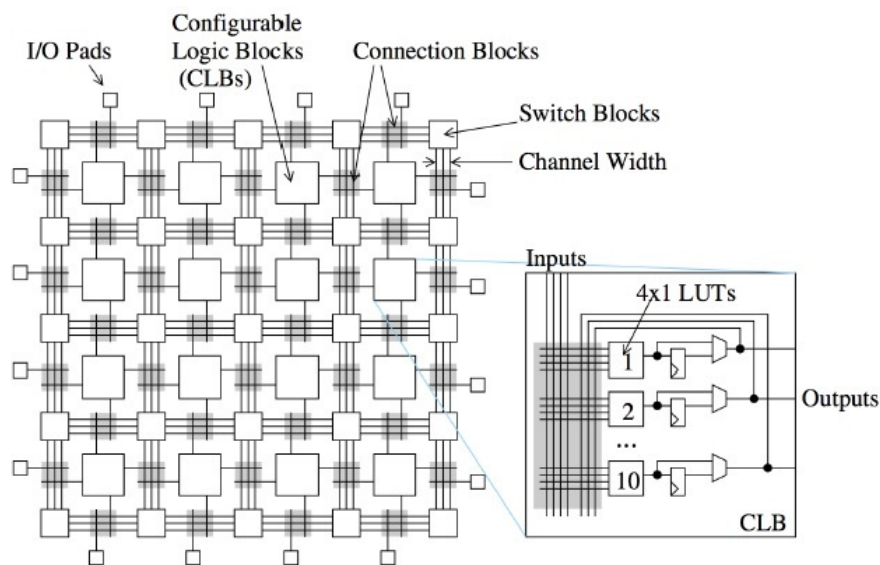 Configurable
Logic Blocks
(CLBs)
I/O Pads
Connection Blocks
Switch Blocks
Channel Width
Inputs
4x1 LUTs
1
2
...
10
Outputs
CLB